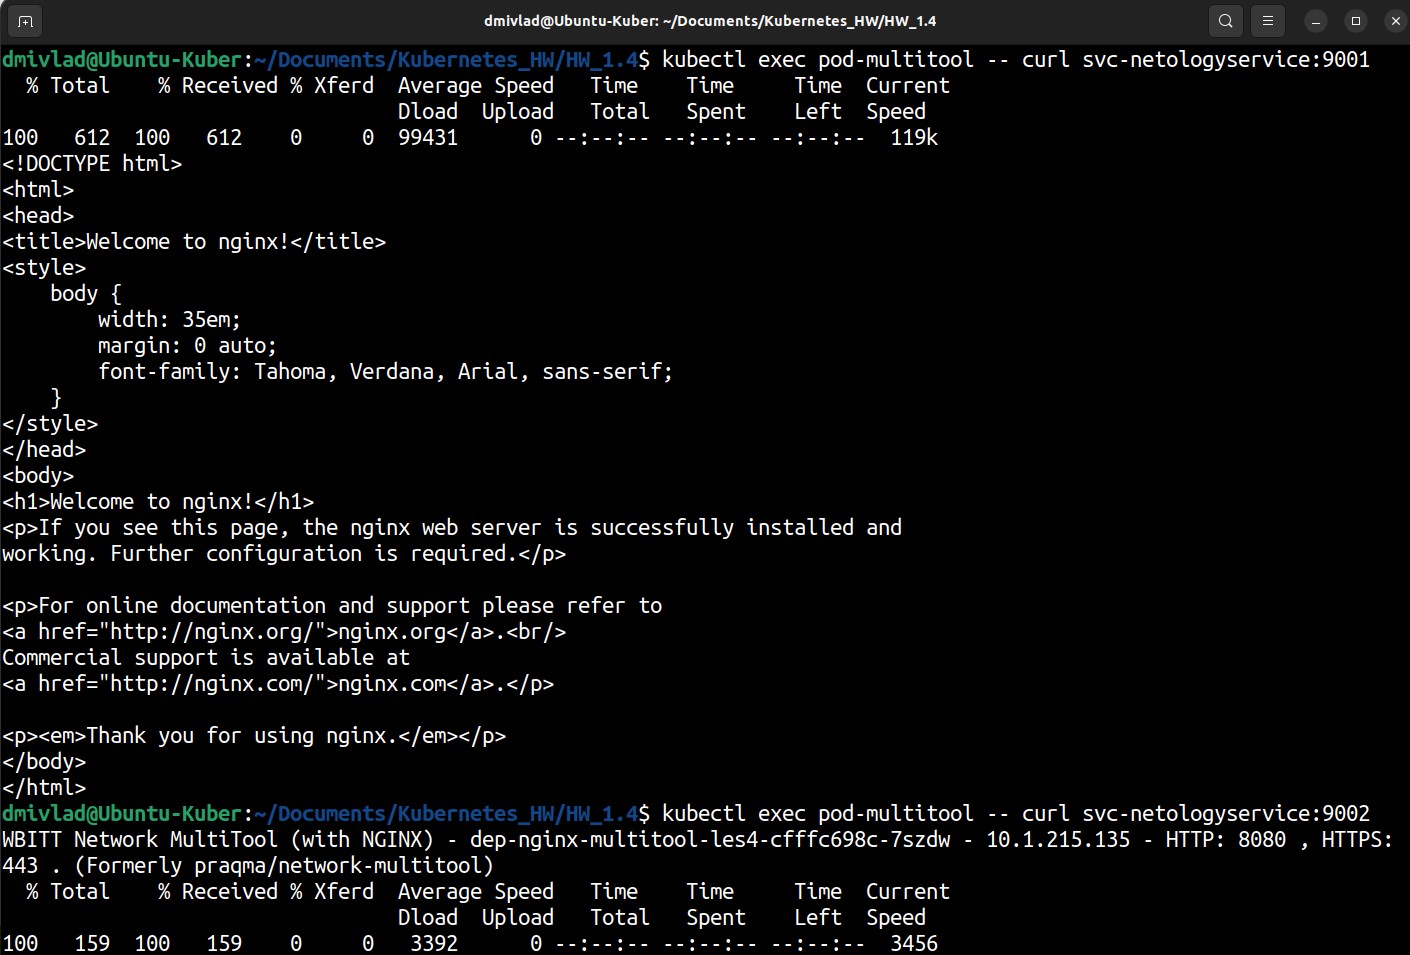 dmivlad@Ubuntu-Kuber: ~/Documents/Kubernetes_HW/HW_1.4
dmivlad@Ubuntu-Kuber:~/Documents/Kubernetes_HW/HW_1.4$ kubectl exec pod-multitool -- curl svc-netologyservice:9001
  % Total    % Received % Xferd  Average Speed   Time    Time     Time  Current
                                 Dload  Upload   Total   Spent    Left  Speed
100   612  100   612    0     0  99431      0 --:--:-- --:--:-- --:--:--  119k
<!DOCTYPE html>
<html>
<head>
<title>Welcome to nginx!</title>
<style>
    body {
        width: 35em;
        margin: 0 auto;
        font-family: Tahoma, Verdana, Arial, sans-serif;
    }
</style>
</head>
<body>
<h1>Welcome to nginx!</h1>
<p>If you see this page, the nginx web server is successfully installed and
working. Further configuration is required.</p>

<p>For online documentation and support please refer to
<a href="http://nginx.org/">nginx.org</a>.<br/>
Commercial support is available at
<a href="http://nginx.com/">nginx.com</a>.</p>

<p><em>Thank you for using nginx.</em></p>
</body>
</html>
dmivlad@Ubuntu-Kuber:~/Documents/Kubernetes_HW/HW_1.4$ kubectl exec pod-multitool -- curl svc-netologyservice:9002
WBITT Network MultiTool (with NGINX) - dep-nginx-multitool-les4-cfffc698c-7szdw - 10.1.215.135 - HTTP: 8080 , HTTPS:
443 . (Formerly praqma/network-multitool)
  % Total    % Received % Xferd  Average Speed   Time    Time     Time  Current
                                 Dload  Upload   Total   Spent    Left  Speed
100   159  100   159    0     0   3392      0 --:--:-- --:--:-- --:--:--  3456